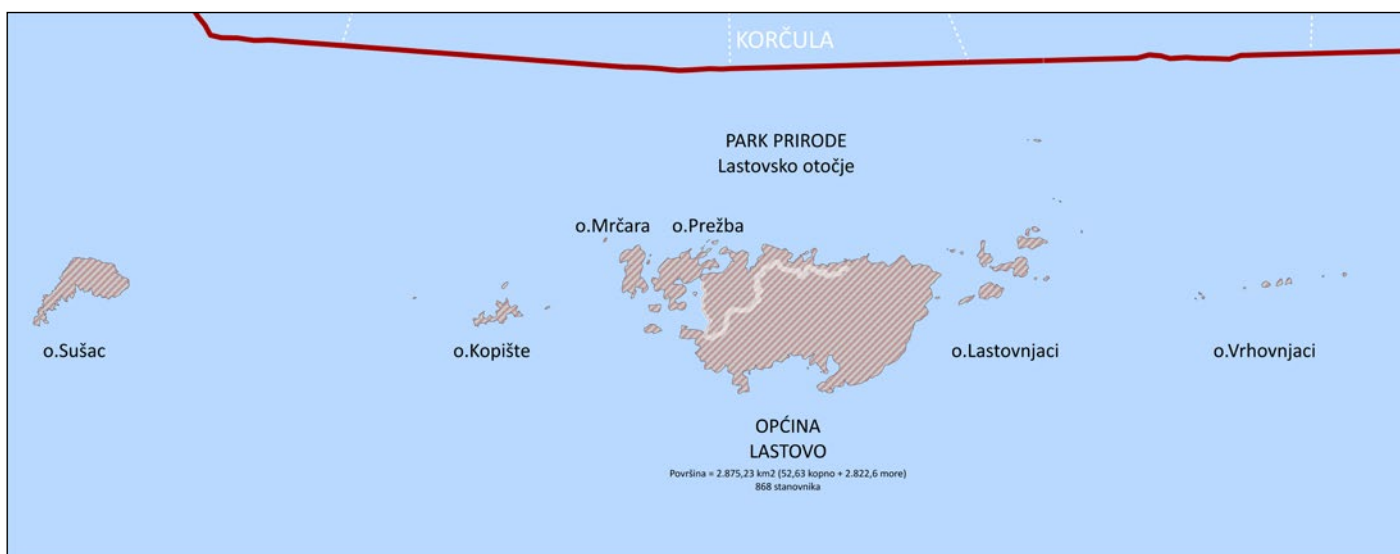 KORČULA
PARK PRIRODE
Lastovsko otočje
o.Mrčara
o.Prežba
o.Sušac
o.Kopište
o.Lastovnjaci
o.Vrhovnjaci
OPĆINA
LASTOVO
Površina = 2.875,23 km2 (52,63 kopno + 2.822,6 more)
868 stanovnika